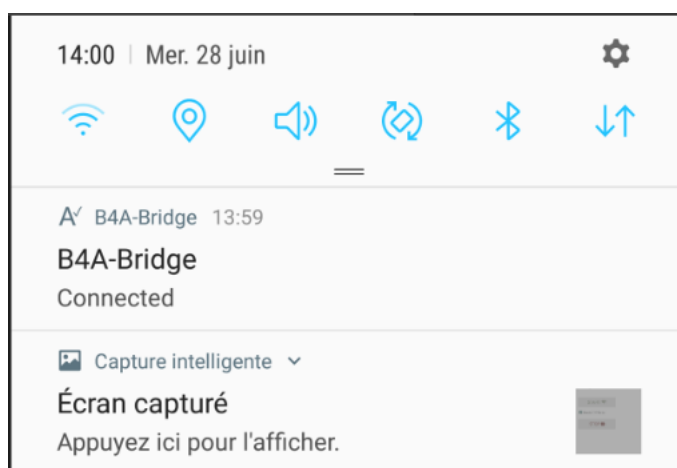 14:00 | Mer. 28 juin
B4A-Bridge 13:59
B4A-Bridge
Connected
Capture intelligente
Écran capturé
Appuyez ici pour l'afficher.